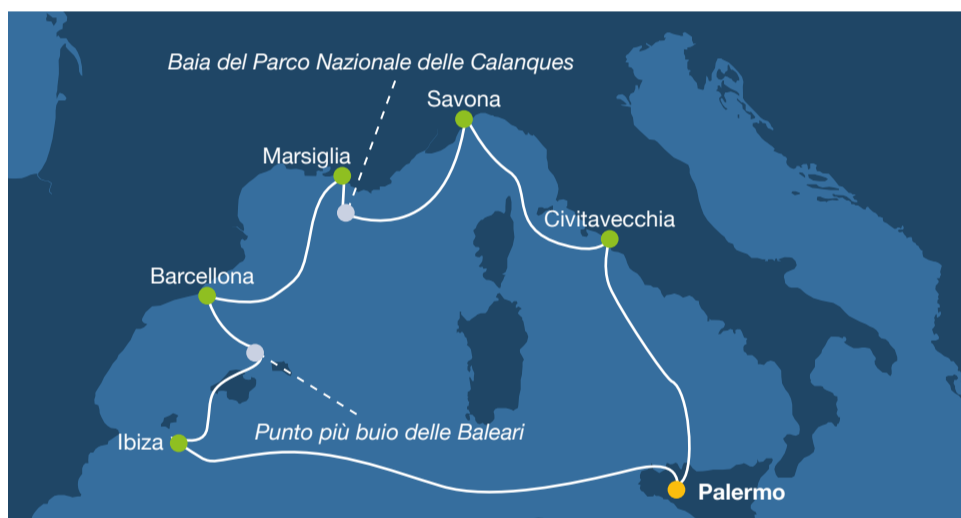 Baia del Parco Nazionale delle Calanques
Savona
Marsiglia
Civitavecchia
Barcellona
Punto più buio delle Baleari
Ibiza
Palermo